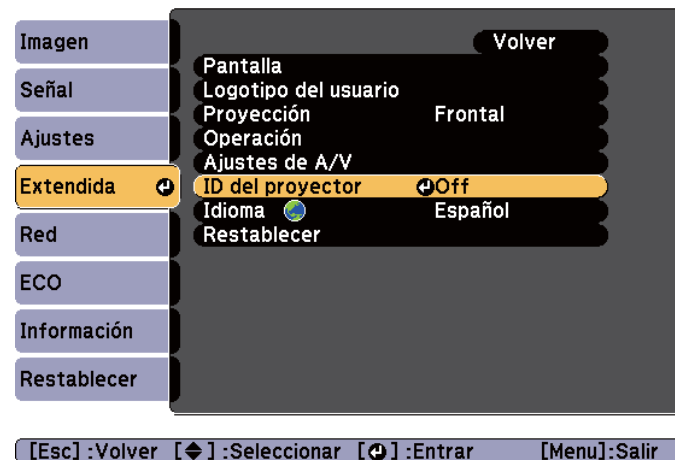 Imagen
Señal
Ajustes
Extendida
Red
ECO
Información
Restablecer
Volver
Pantalla
Logotipo del usuario
Proyección Frontal
Operación
Ajustes de A/V
ID del proyector Off
Idioma Español
Restablecer
[Esc] :Volver [ ] :Seleccionar [ ] :Entrar [Menu]:Salir